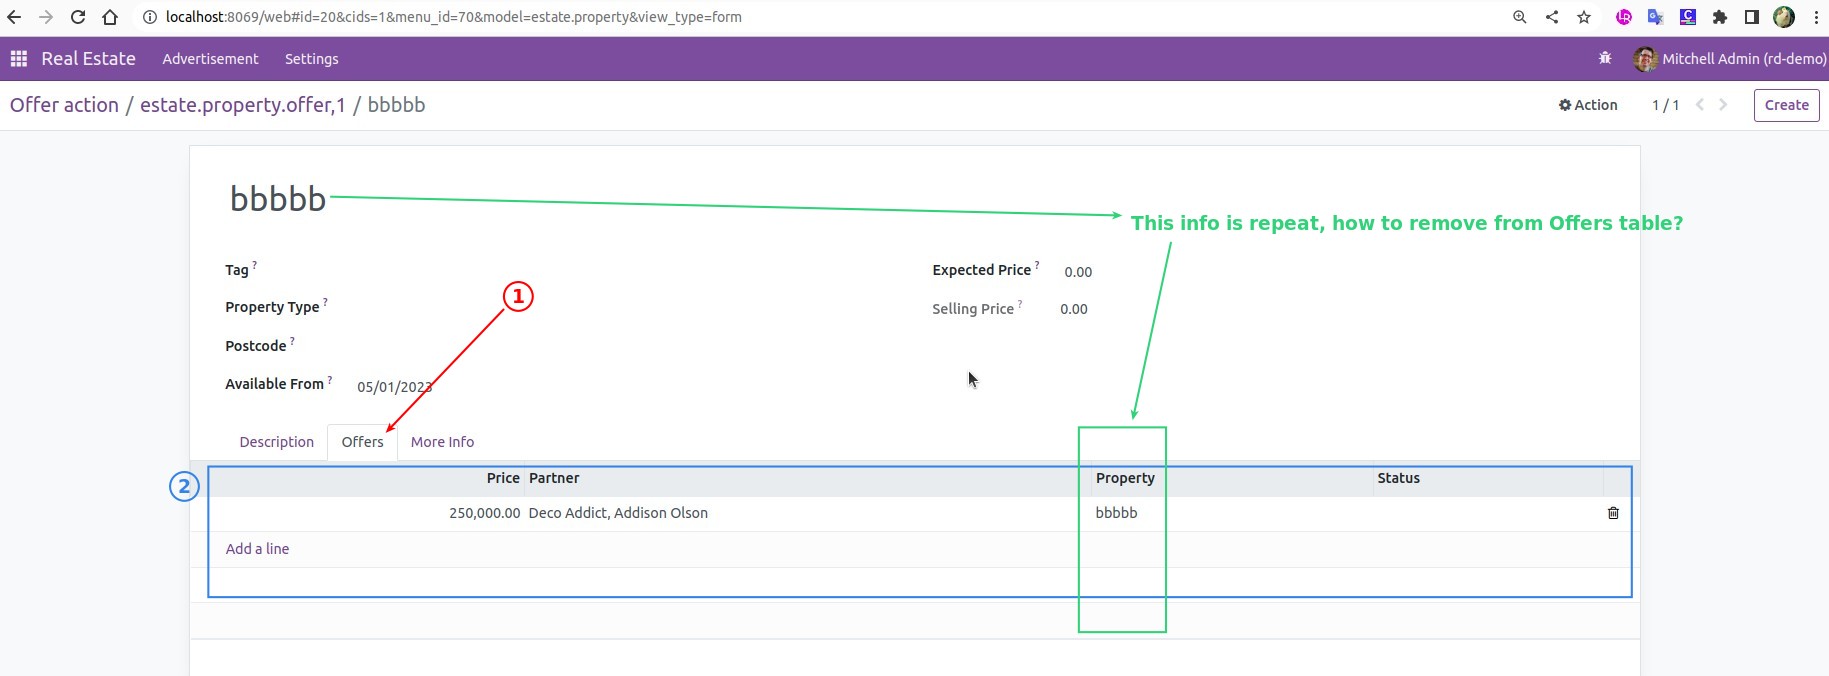 localhost:8069/web#id=20&cids=1&menu_id=70&model=estate.property&view_type=form
Real Estate Advertisement Settings Mitchell Admin (rd-demo)
Offer action / estate.property.offer,1 / bbbbb Action 1 / 1 Create
bbbbb
This info is repeat, how to remove from Offers table?
Tag ? Expected Price ? 0.00
1
Property Type ? Selling Price ? 0.00
Postcode ?
Available From ? 05/01/2023
Description Offers More Info
2
Price Partner Property Status
250,000.00 Deco Addict, Addison Olson bbbbb
Add a line